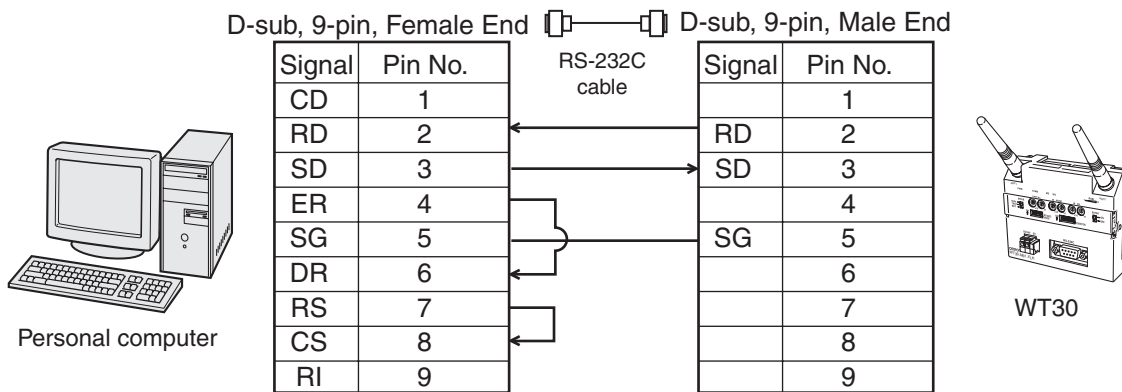 D-sub, 9-pin, Female End
D-sub, 9-pin, Male End
RS-232C
cable
Signal Pin No.
CD 1
RD 2
SD 3
ER 4
SG 5
DR 6
RS 7
CS 8
RI 9
Signal Pin No.
1
RD 2
SD 3
4
SG 5
6
7
8
9
Personal computer
WT30